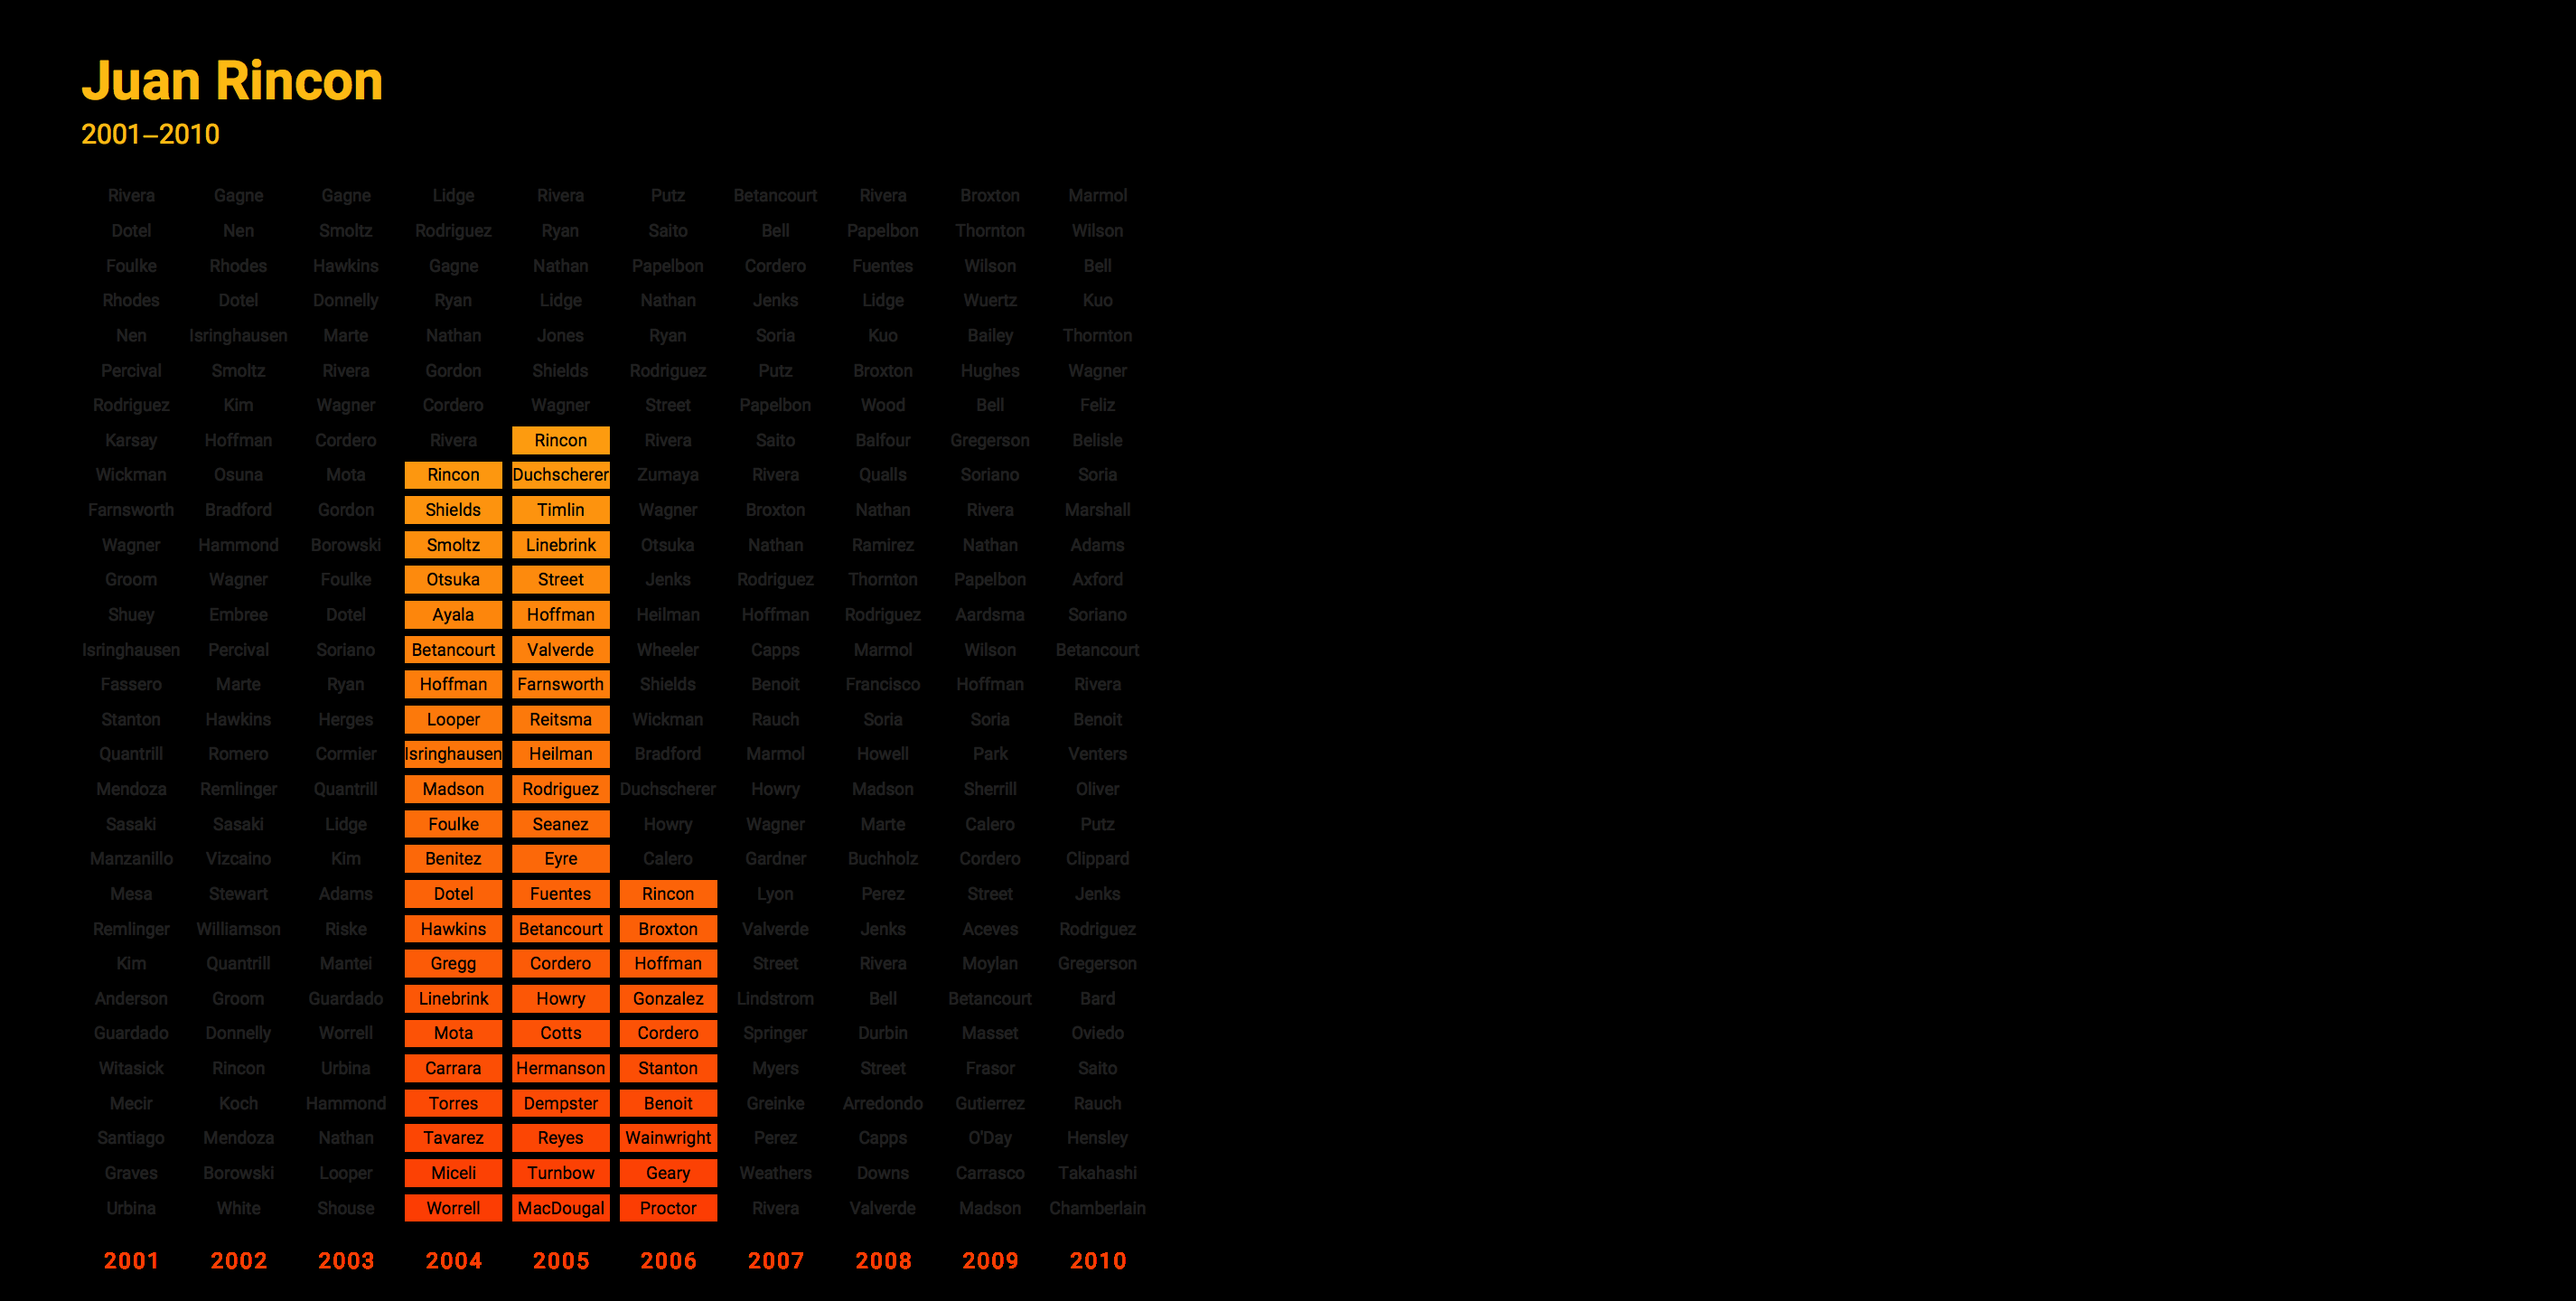 Juan Rincon
2001–2010
Rivera Gagne Gagne Lidge Rivera Putz Betancourt Rivera Broxton Marmol
Dotel Nen Smoltz Rodriguez Ryan Saito Bell Papelbon Thornton Wilson
Foulke Rhodes Hawkins Gagne Nathan Papelbon Cordero Fuentes Wilson Bell
Rhodes Dotel Donnelly Ryan Lidge Nathan Jenks Lidge Wuertz Kuo
Nen Isringhausen Marte Nathan Jones Ryan Soria Kuo Bailey Thornton
Percival Smoltz Rivera Gordon Shields Rodriguez Putz Broxton Hughes Wagner
Rodriguez Kim Wagner Cordero Wagner Street Papelbon Wood Bell Feliz
Karsay Hoffman Cordero Rivera Rincon Rivera Saito Balfour Gregerson Belisle
Wickman Osuna Mota Rincon Duchscherer Zumaya Rivera Qualls Soriano Soria
Farnsworth Bradford Gordon Shields Timlin Wagner Broxton Nathan Rivera Marshall
Wagner Hammond Borowski Smoltz Linebrink Otsuka Nathan Ramirez Nathan Adams
Groom Wagner Foulke Otsuka Street Jenks Rodriguez Thornton Papelbon Axford
Shuey Embree Dotel Ayala Hoffman Heilman Hoffman Rodriguez Aardsma Soriano
Isringhausen Percival Soriano Betancourt Valverde Wheeler Capps Marmol Wilson Betancourt
Fassero Marte Ryan Hoffman Farnsworth Shields Benoit Francisco Hoffman Rivera
Stanton Hawkins Herges Looper Reitsma Wickman Rauch Soria Soria Benoit
Quantrill Romero Cormier Isringhausen Heilman Bradford Marmol Howell Park Venters
Mendoza Remlinger Quantrill Madson Rodriguez Duchscherer Howry Madson Sherrill Oliver
Sasaki Sasaki Lidge Foulke Seanez Howry Wagner Marte Calero Putz
Manzanillo Vizcaino Kim Benitez Eyre Calero Gardner Buchholz Cordero Clippard
Mesa Stewart Adams Dotel Fuentes Rincon Lyon Perez Street Jenks
Remlinger Williamson Riske Hawkins Betancourt Broxton Valverde Jenks Aceves Rodriguez
Kim Quantrill Mantei Gregg Cordero Hoffman Street Rivera Moylan Gregerson
Anderson Groom Guardado Linebrink Howry Gonzalez Lindstrom Bell Betancourt Bard
Guardado Donnelly Worrell Mota Cotts Cordero Springer Durbin Masset Oviedo
Witasick Rincon Urbina Carrara Hermanson Stanton Myers Street Frasor Saito
Mecir Koch Hammond Torres Dempster Benoit Greinke Arredondo Gutierrez Rauch
Santiago Mendoza Nathan Tavarez Reyes Wainwright Perez Capps O'Day Hensley
Graves Borowski Looper Miceli Turnbow Geary Weathers Downs Carrasco Takahashi
Urbina White Shouse Worrell MacDougal Proctor Rivera Valverde Madson Chamberlain
2001 2002 2003 2004 2005 2006 2007 2008 2009 2010